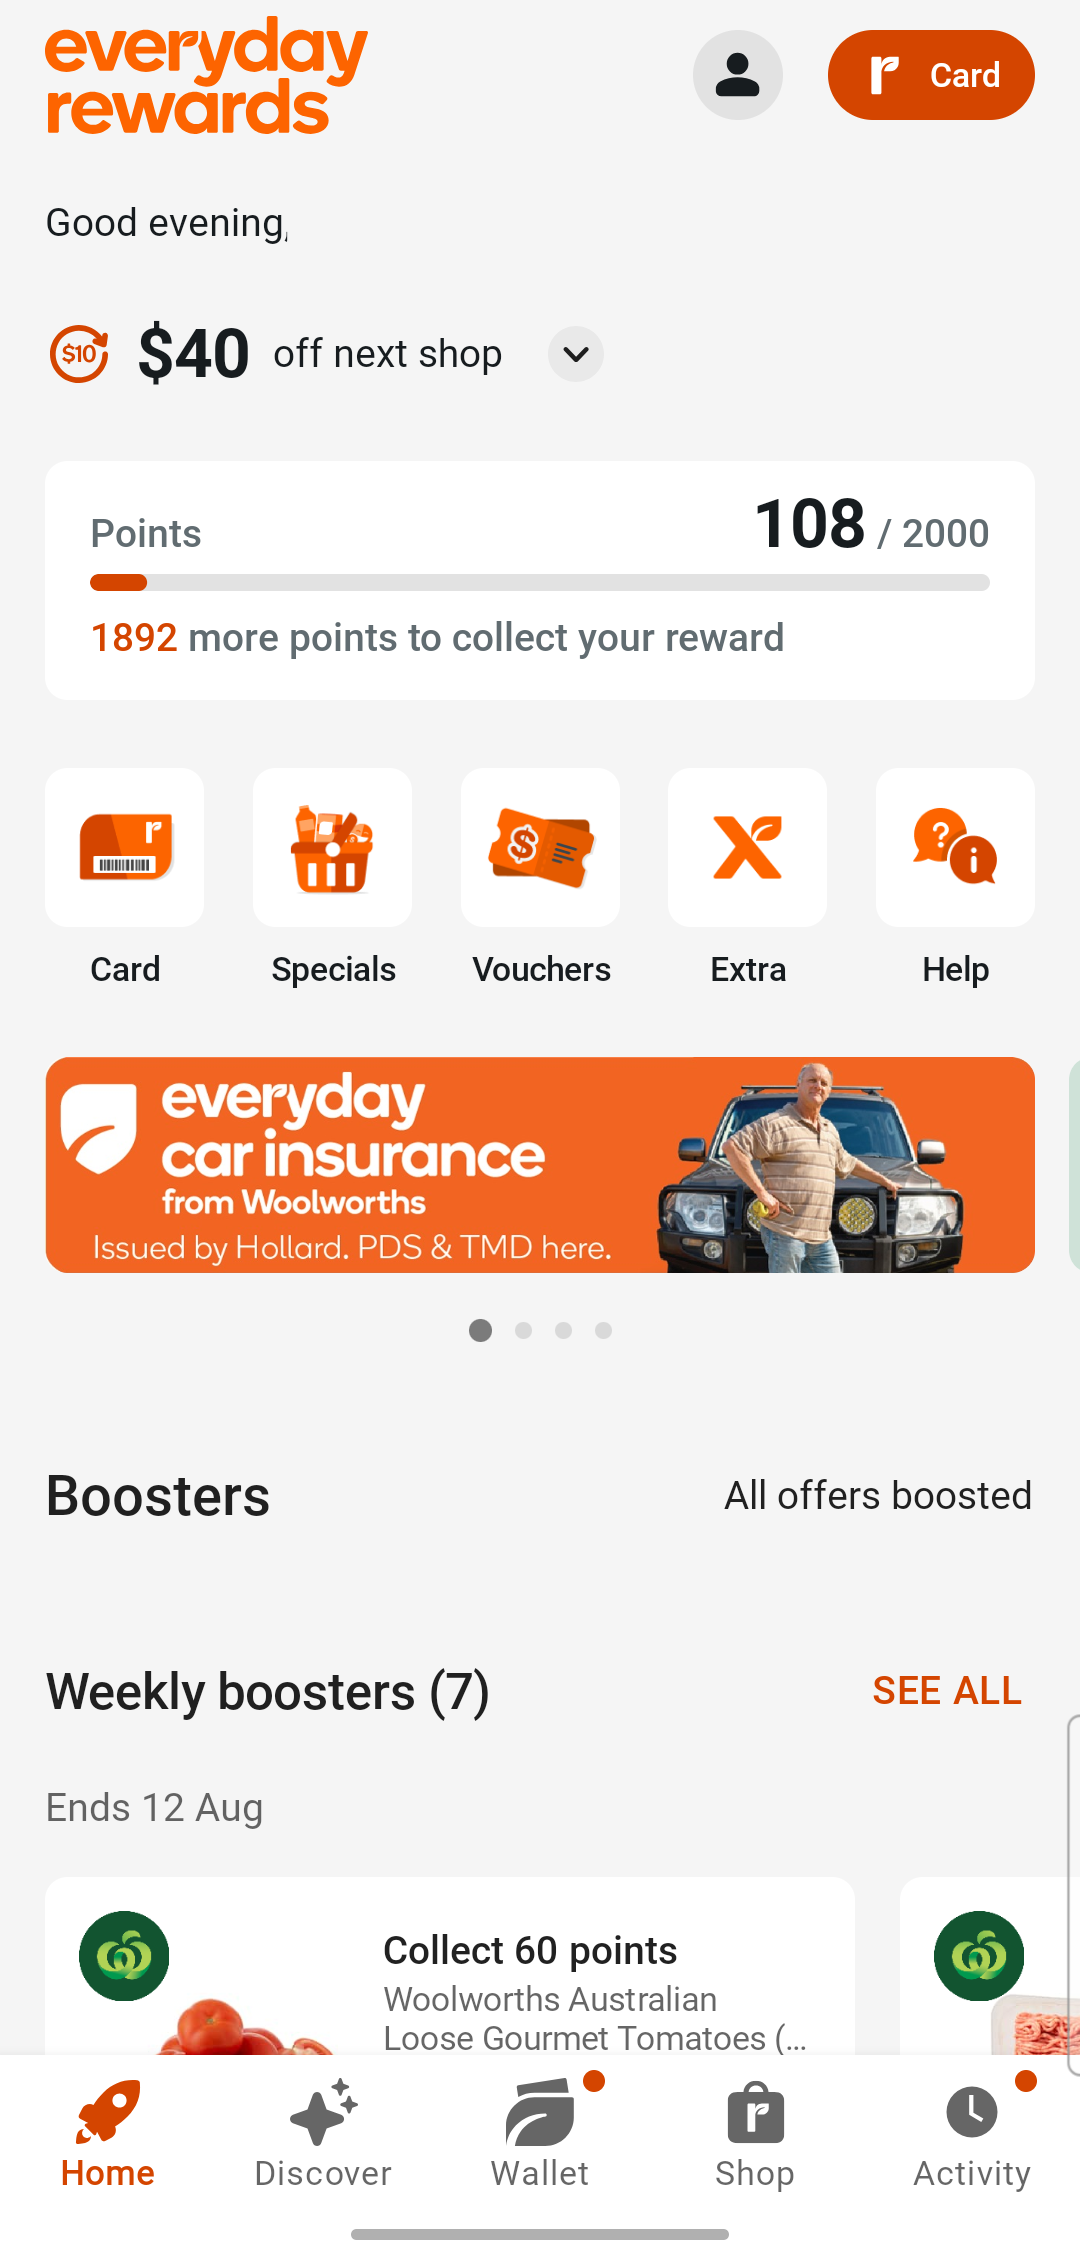 everyday
rewards
r Card
Good evening,
$10 $40 off next shop
Points 108 / 2000
1892 more points to collect your reward
r
$
? i
Card Specials Vouchers Extra Help
everyday
car insurance
from Woolworths
Issued by Hollard. PDS & TMD here.
Boosters All offers boosted
Weekly boosters (7) SEE ALL
Ends 12 Aug
Collect 60 points
Woolworths Australian
Loose Gourmet Tomatoes (...
r
Home Discover Wallet Shop Activity